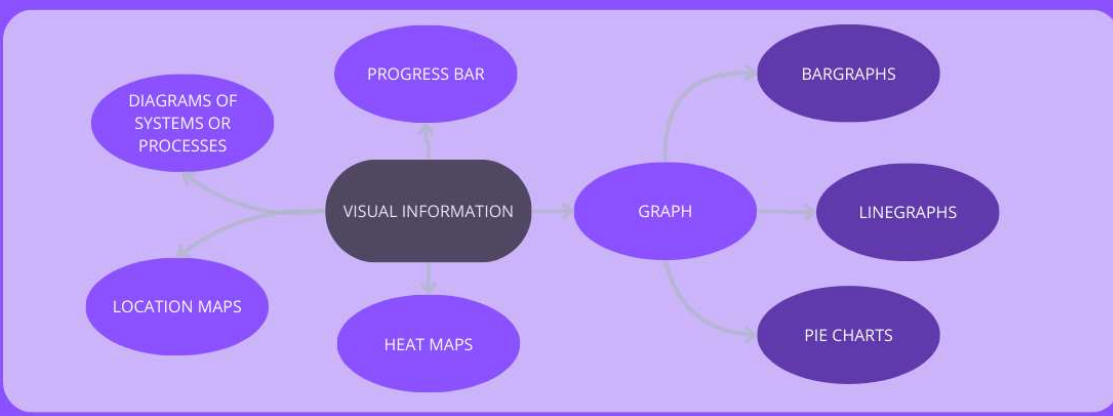 PROGRESS BAR
BARGRAPHS
DIAGRAMS OF
SYSTEMS OR
PROCESSES
VISUAL INFORMATION
GRAPH
LINEGRAPHS
LOCATION MAPS
HEAT MAPS
PIE CHARTS